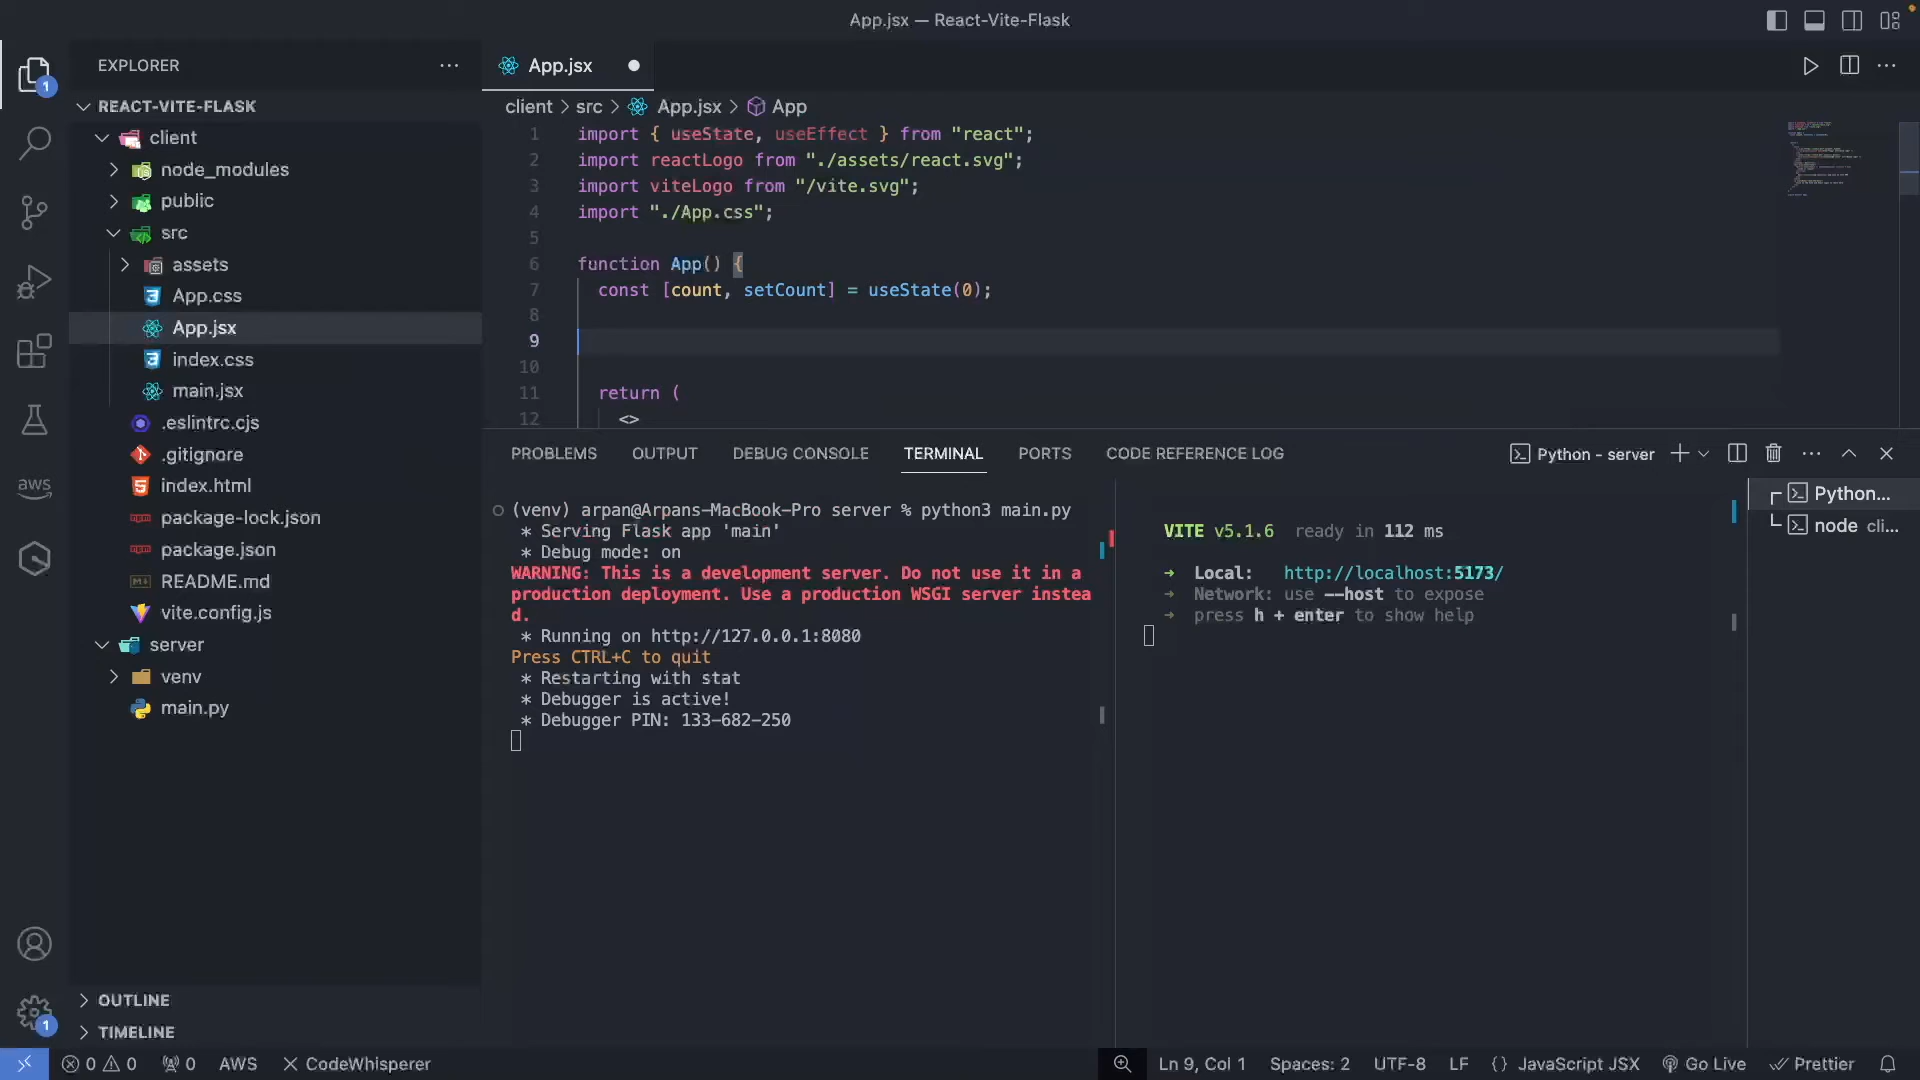 App.jsx — React-Vite-Flask
EXPLORER
REACT-VITE-FLASK
client
node_modules
public
src
assets
App.css
App.jsx
index.css
main.jsx
.eslintrc.cjs
.gitignore
index.html
package-lock.json
package.json
README.md
vite.config.js
server
venv
main.py
OUTLINE
TIMELINE
aws
1
1
App.jsx
client > src > App.jsx > App
1 import { useState, useEffect } from "react";
2 import reactLogo from "./assets/react.svg";
3 import viteLogo from "/vite.svg";
4 import "./App.css";
5
6 function App() {
7 const [count, setCount] = useState(0);
8
9
10
11 return (
12 <>
PROBLEMS OUTPUT DEBUG CONSOLE TERMINAL PORTS CODE REFERENCE LOG
Python - server
(venv) arpan@Arpans-MacBook-Pro server % python3 main.py
* Serving Flask app 'main'
* Debug mode: on
WARNING: This is a development server. Do not use it in a
production deployment. Use a production WSGI server instea
d.
* Running on http://127.0.0.1:8080
Press CTRL+C to quit
* Restarting with stat
* Debugger is active!
* Debugger PIN: 133-682-250
VITE v5.1.6 ready in 112 ms
➜ Local: http://localhost:5173/
➜ Network: use --host to expose
➜ press h + enter to show help
Python...
node cli...
0 0 0 AWS CodeWhisperer
Ln 9, Col 1 Spaces: 2 UTF-8 LF {} JavaScript JSX Go Live Prettier